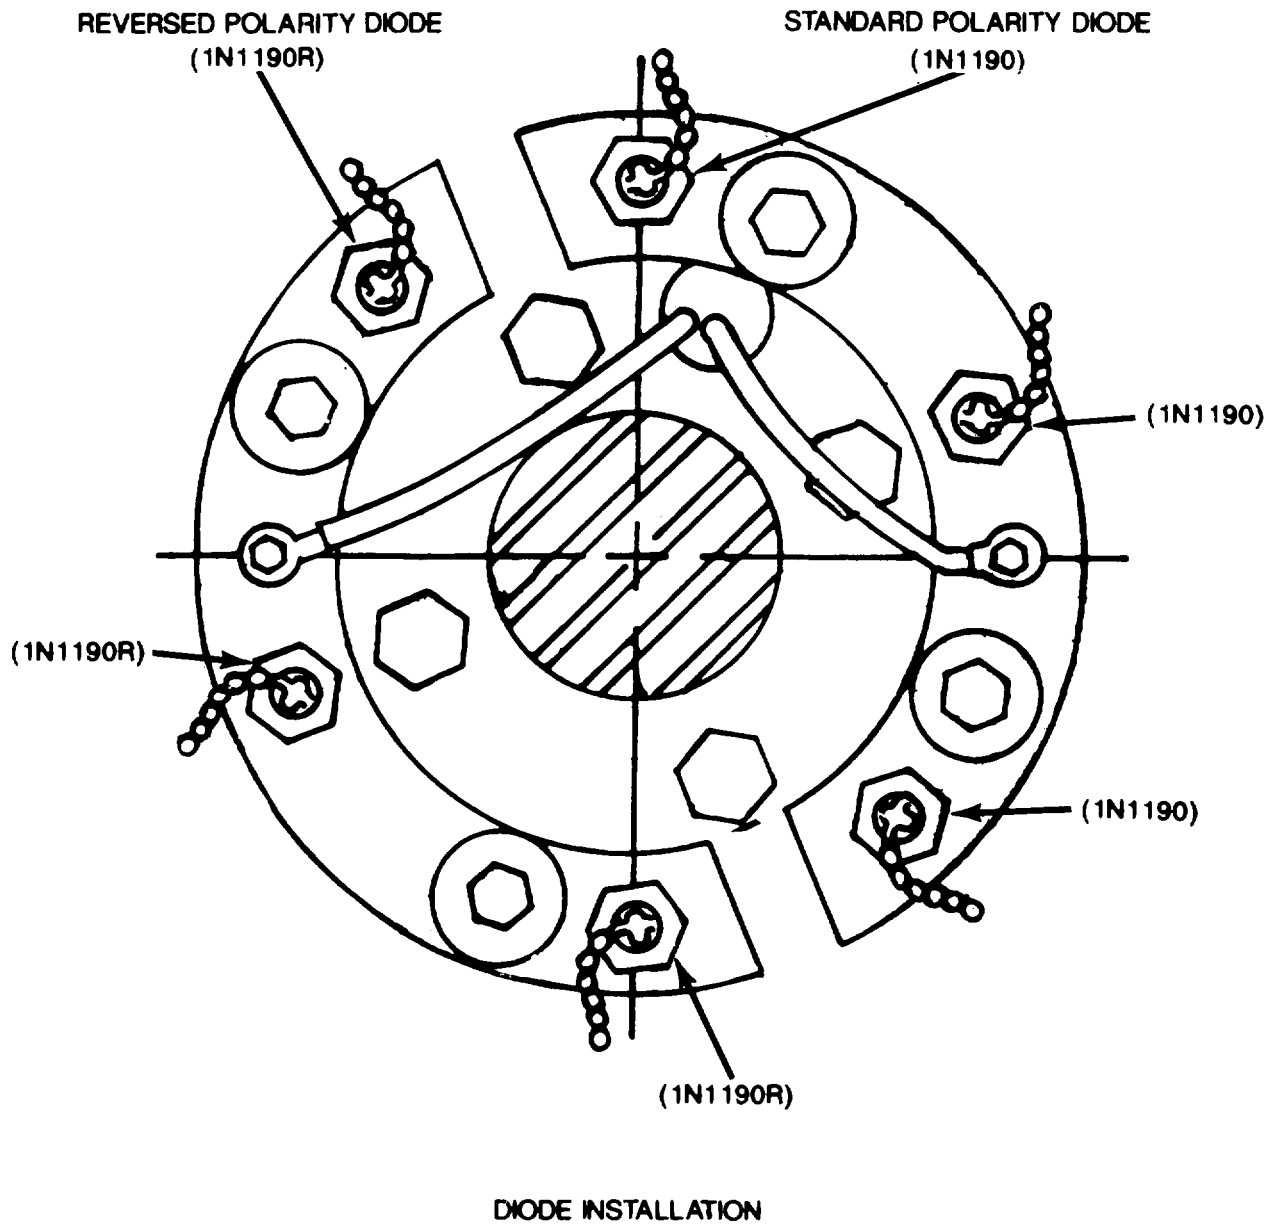 REVERSED POLARITY DIODE
(1N1190R)
STANDARD POLARITY DIODE
(1N1190)
(1N1190)
(1N1190R)
(1N1190)
(1N1190R)
DIODE INSTALLATION